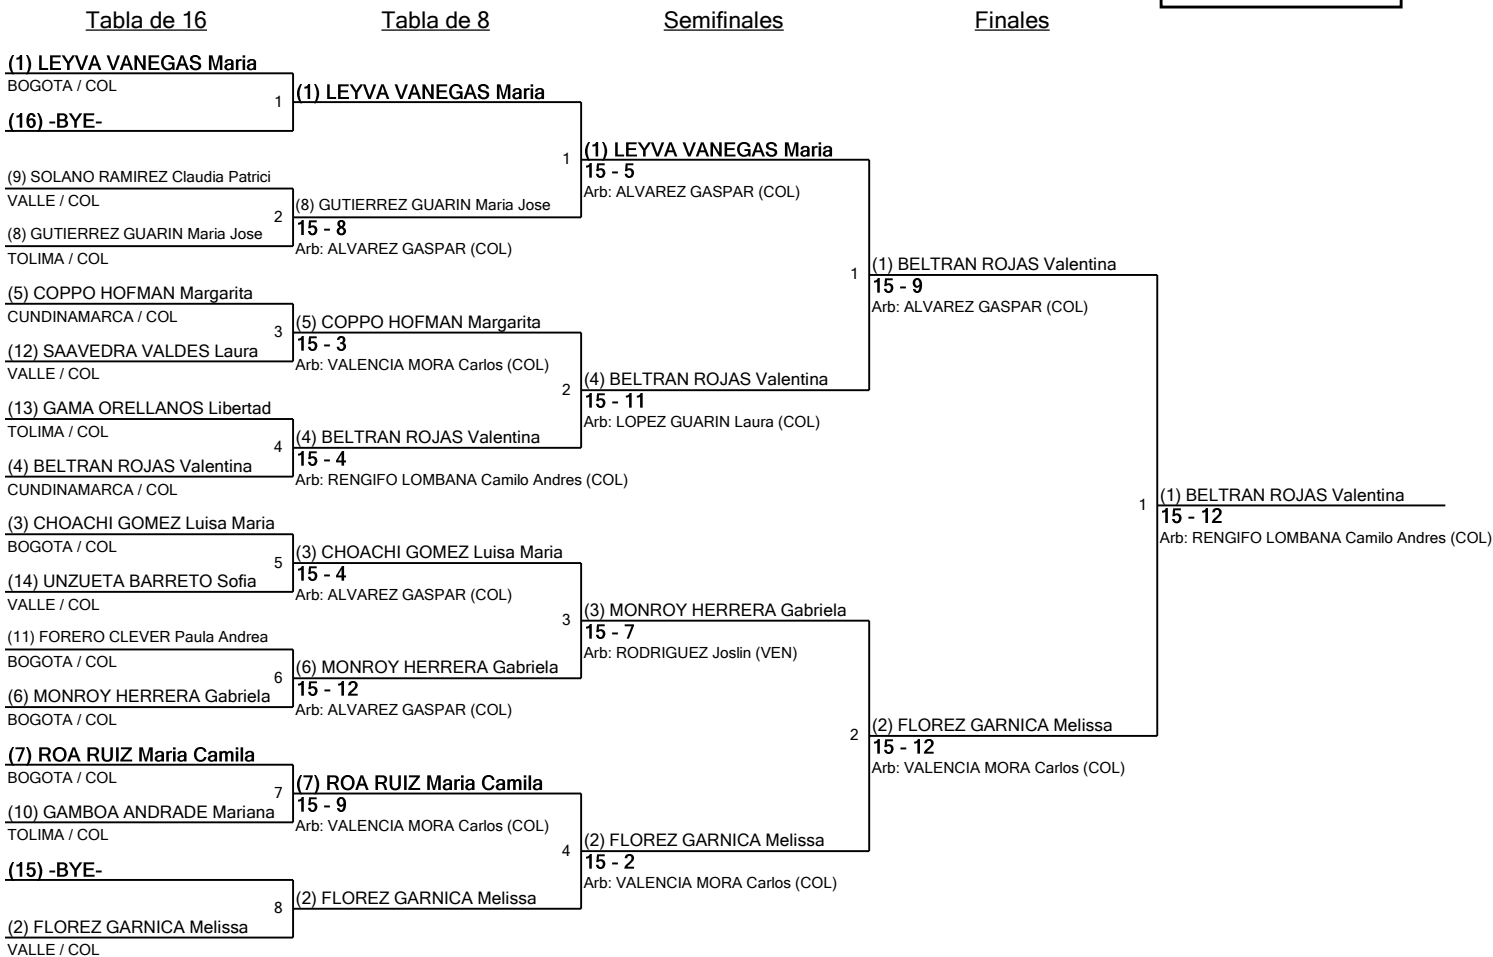 Tabla de 16
Tabla de 8
Semifinales
Finales
(1) LEYVA VANEGAS Maria
BOGOTA / COL
1
(16) -BYE-
(9) SOLANO RAMIREZ Claudia Patrici
VALLE / COL
2
(8) GUTIERREZ GUARIN Maria Jose
TOLIMA / COL
(5) COPPO HOFMAN Margarita
CUNDINAMARCA / COL
3
(12) SAAVEDRA VALDES Laura
VALLE / COL
(13) GAMA ORELLANOS Libertad
TOLIMA / COL
4
(4) BELTRAN ROJAS Valentina
CUNDINAMARCA / COL
(3) CHOACHI GOMEZ Luisa Maria
BOGOTA / COL
5
(14) UNZUETA BARRETO Sofia
VALLE / COL
(11) FORERO CLEVER Paula Andrea
BOGOTA / COL
6
(6) MONROY HERRERA Gabriela
BOGOTA / COL
(7) ROA RUIZ Maria Camila
BOGOTA / COL
7
(10) GAMBOA ANDRADE Mariana
TOLIMA / COL
(15) -BYE-
8
(2) FLOREZ GARNICA Melissa
VALLE / COL
(1) LEYVA VANEGAS Maria
1
(8) GUTIERREZ GUARIN Maria Jose
15 - 8
Arb: ALVAREZ GASPAR (COL)
(5) COPPO HOFMAN Margarita
15 - 3
Arb: VALENCIA MORA Carlos (COL)
2
(4) BELTRAN ROJAS Valentina
15 - 4
Arb: RENGIFO LOMBANA Camilo Andres (COL)
(3) CHOACHI GOMEZ Luisa Maria
15 - 4
Arb: ALVAREZ GASPAR (COL)
3
(6) MONROY HERRERA Gabriela
15 - 12
Arb: ALVAREZ GASPAR (COL)
(7) ROA RUIZ Maria Camila
15 - 9
Arb: VALENCIA MORA Carlos (COL)
4
(2) FLOREZ GARNICA Melissa
(1) LEYVA VANEGAS Maria
15 - 5
Arb: ALVAREZ GASPAR (COL)
1
(4) BELTRAN ROJAS Valentina
15 - 11
Arb: LOPEZ GUARIN Laura (COL)
(3) MONROY HERRERA Gabriela
15 - 7
Arb: RODRIGUEZ Joslin (VEN)
2
(2) FLOREZ GARNICA Melissa
15 - 2
Arb: VALENCIA MORA Carlos (COL)
(1) BELTRAN ROJAS Valentina
15 - 9
Arb: ALVAREZ GASPAR (COL)
1
(2) FLOREZ GARNICA Melissa
15 - 12
Arb: VALENCIA MORA Carlos (COL)
(1) BELTRAN ROJAS Valentina
15 - 12
Arb: RENGIFO LOMBANA Camilo Andres (COL)